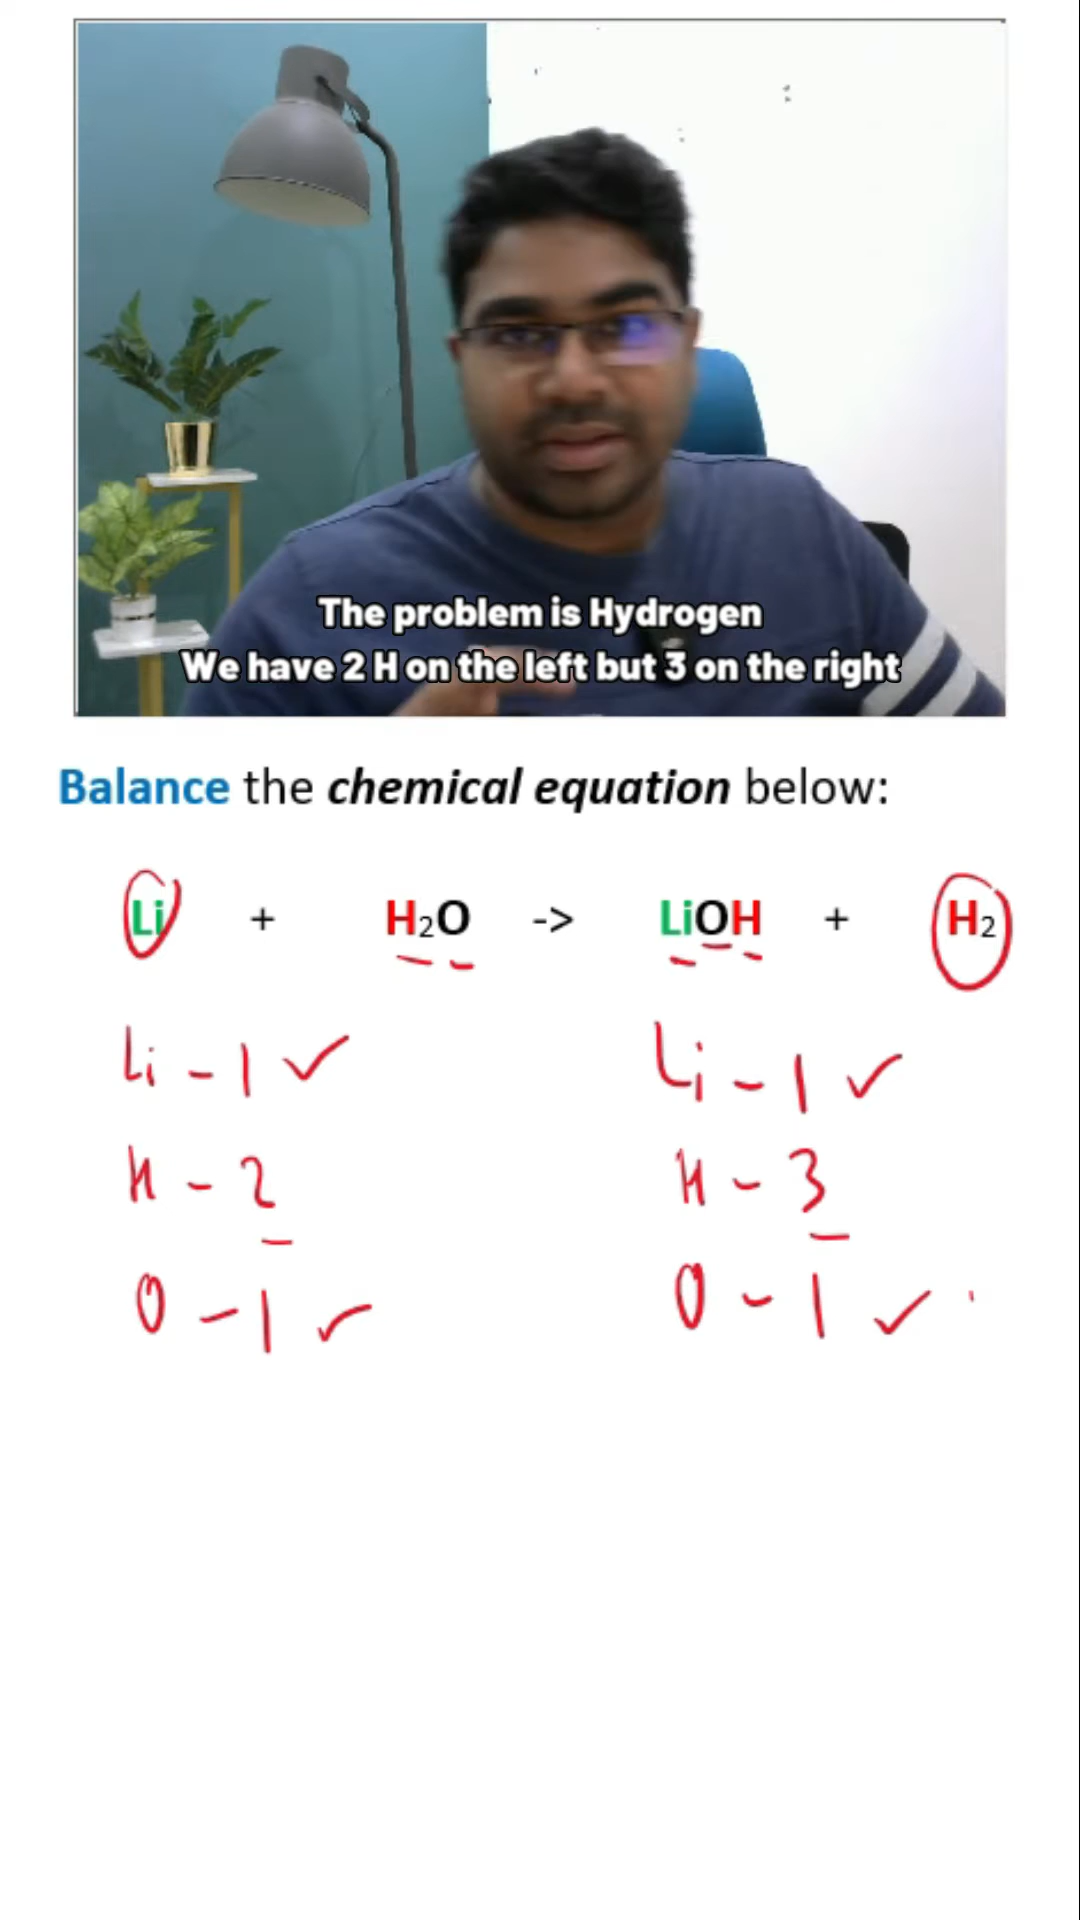 The problem is Hydrogen
We have 2 H on the left but 3 on the right
Balance the chemical equation below:
Li + H₂O -> LiOH + H₂
Li - 1 ✓ Li - 1 ✓
H - 2 H - 3
O - 1 ✓ O - 1 ✓